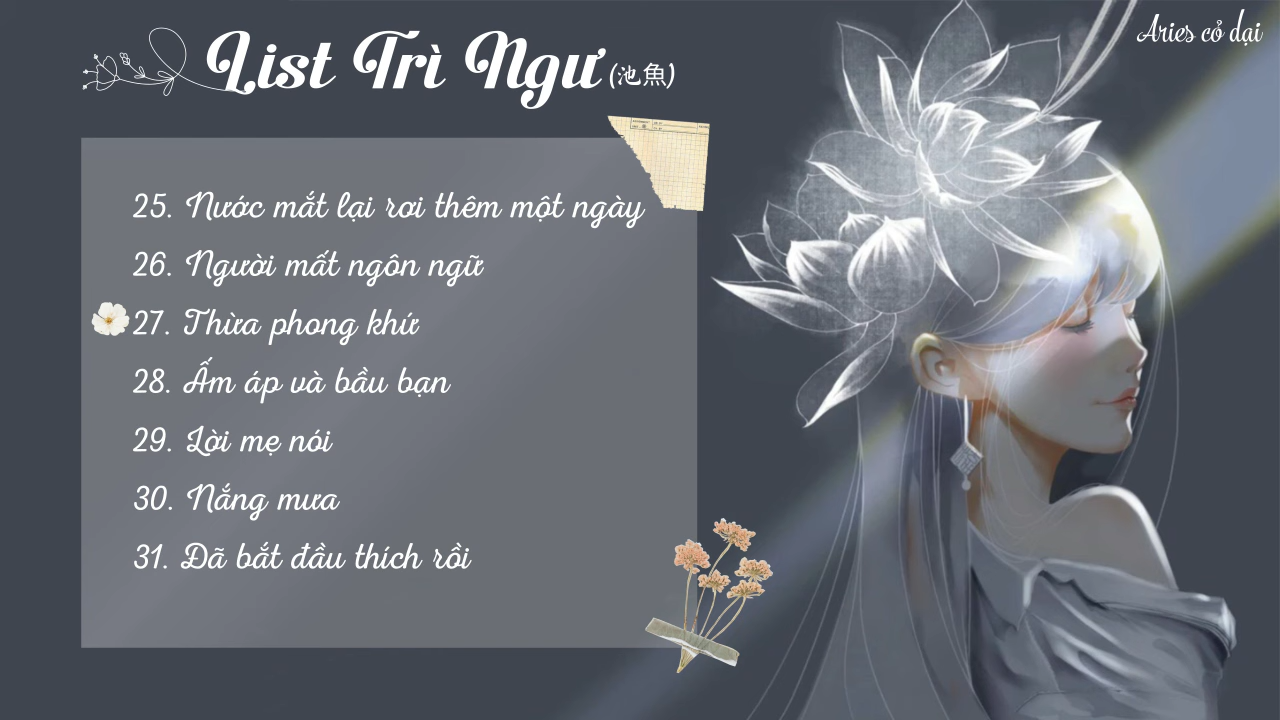 List Trì Ngư (池魚)
Aries cỏ dại
25. Nước mắt lại rơi thêm một ngày
26. Người mất ngôn ngữ
27. Thừa phong khứ
28. Ấm áp và bầu bạn
29. Lời mẹ nói
30. Nắng mưa
31. Đã bắt đầu thích rồi